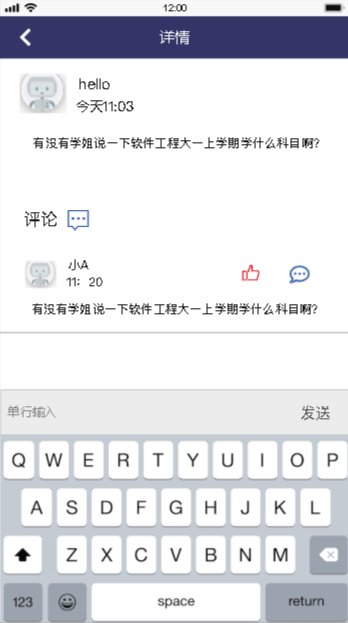 12:00
详情
hello
今天11:03
有没有学姐说一下软件工程大一上学期学什么科目啊?
评论
小A
11: 20
有没有学姐说一下软件工程大一上学期学什么科目啊?
单行输入
发送
Q W E R T Y U I O P
A S D F G H J K L
Z X C V B N M
123 space return